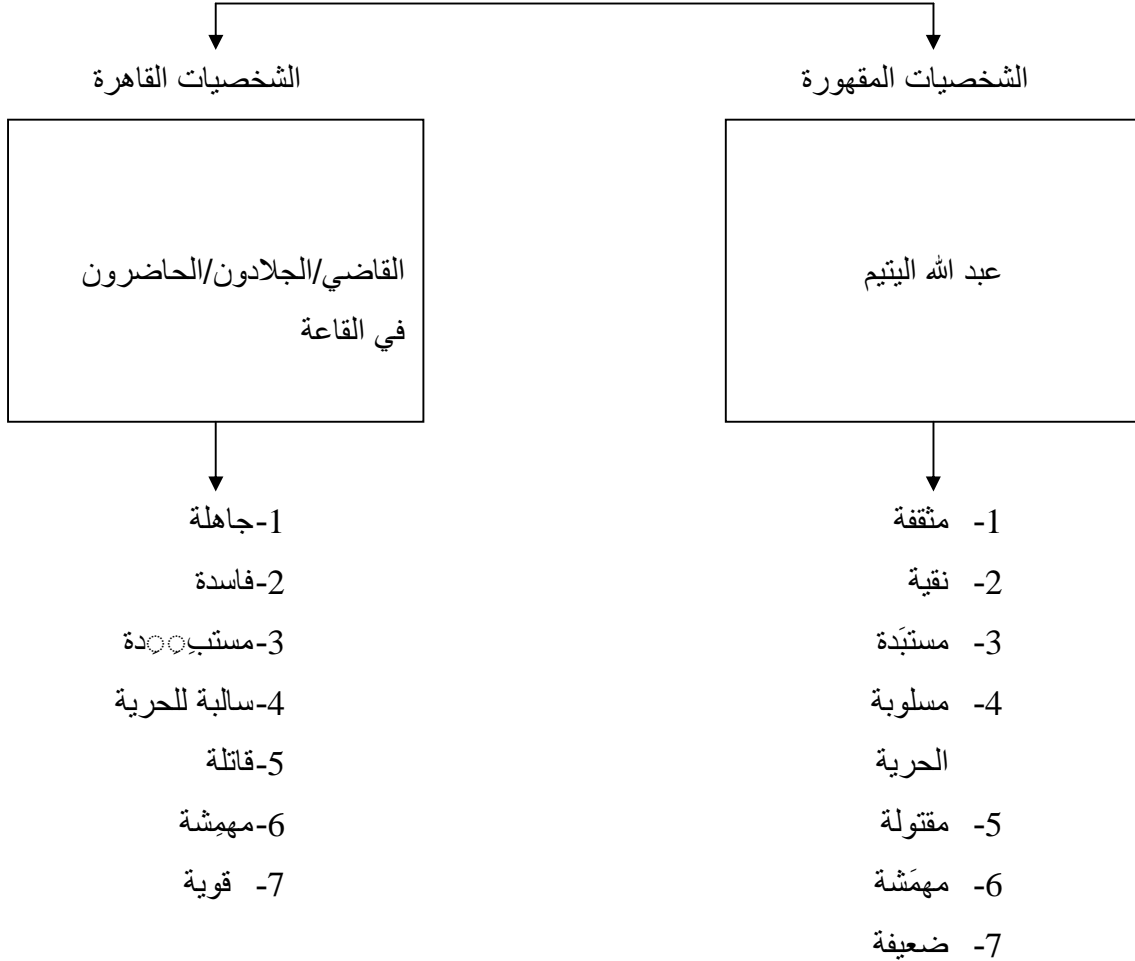 الشخصيات المقهورة
عبد الله اليتيم
1- مثقفة
2- نقية
3- مستبَدة
4- مسلوبة
الحرية
5- مقتولة
6- مهمَشة
7- ضعيفة
الشخصيات القاهرة
القاضي/الجلادون/الحاضرون
في القاعة
1-جاهلة
2-فاسدة
3-مستبِِِدة
4-سالبة للحرية
5-قاتلة
6-مهمِشة
7- قوية